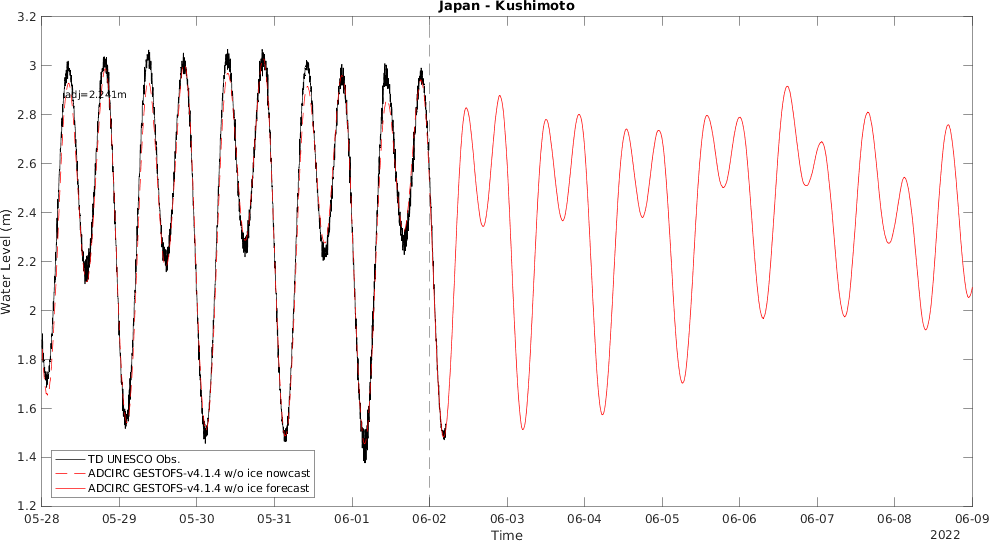 Japan - Kushimoto
Water Level (m)
3.2
3
2.8
2.6
2.4
2.2
2
1.8
1.6
1.4
1.2
adj=2.241m
TD UNESCO Obs.
ADCIRC GESTOFS-v4.1.4 w/o ice nowcast
ADCIRC GESTOFS-v4.1.4 w/o ice forecast
05-28 05-29 05-30 05-31 06-01 06-02 06-03 06-04 06-05 06-06 06-07 06-08 06-09
Time
2022